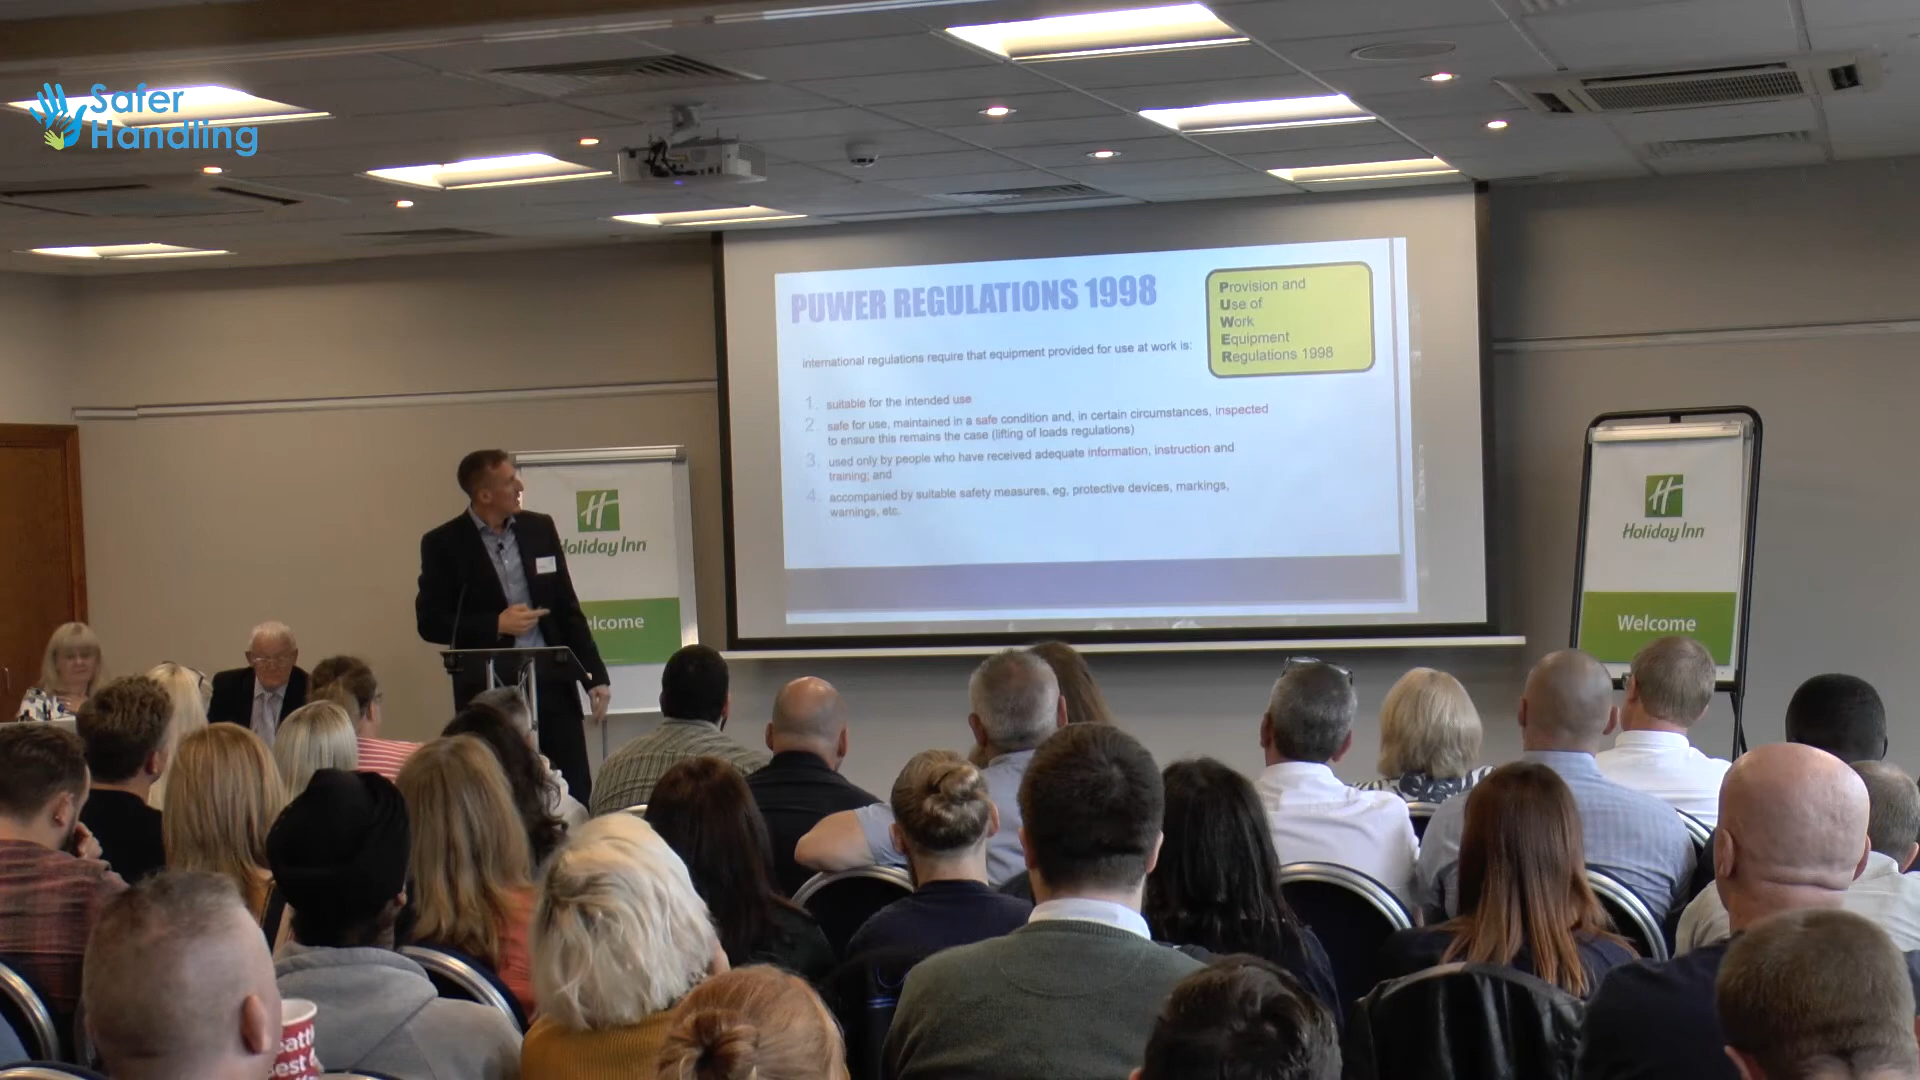 Safer
Handling
PUWER REGULATIONS 1998
Provision and
Use of
Work
Equipment
Regulations 1998
international regulations require that equipment provided for use at work is:
1. suitable for the intended use
2. safe for use, maintained in a safe condition and, in certain circumstances, inspected
to ensure this remains the case (lifting of loads regulations)
3. used only by people who have received adequate information, instruction and
training; and
4. accompanied by suitable safety measures, eg, protective devices, markings,
warnings, etc.
H
Holiday Inn
lcome
H
Holiday Inn
Welcome